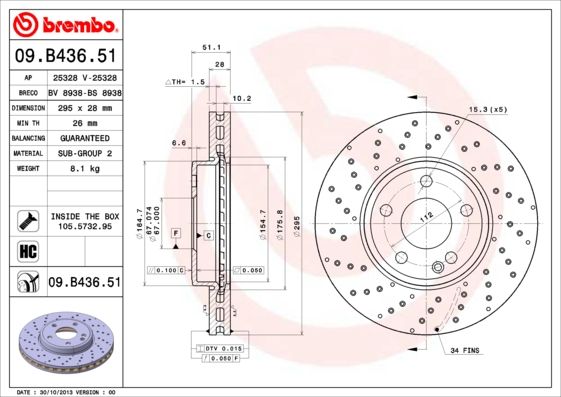 brembo
09.B436.51
AP 25328 V-25328
BRECO BV 8938-BS 8938
DIMENSION 295 x 28 mm
MIN TH 26 mm
BALANCING GUARANTEED
MATERIAL SUB-GROUP 2
WEIGHT 8.1 kg
INSIDE THE BOX
105.5732.95
HC
09.B436.51
51.1
28
△TH= 1.5
10.2
6.6
ø 164.7
ø 67.074
ø 67.000
F
C
ø 154.7
ø 175.8
ø 295
0.100 C
0.050
DTV 0.015
0.050 F
15.3 (x5)
112
34 FINS
DATE : 30/10/2013 VERSION : 00